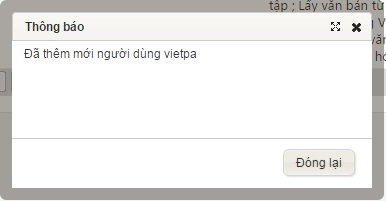 tập ; Lấy văn bản từ
Thông báo
Đã thêm mới người dùng vietpa
Đóng lại